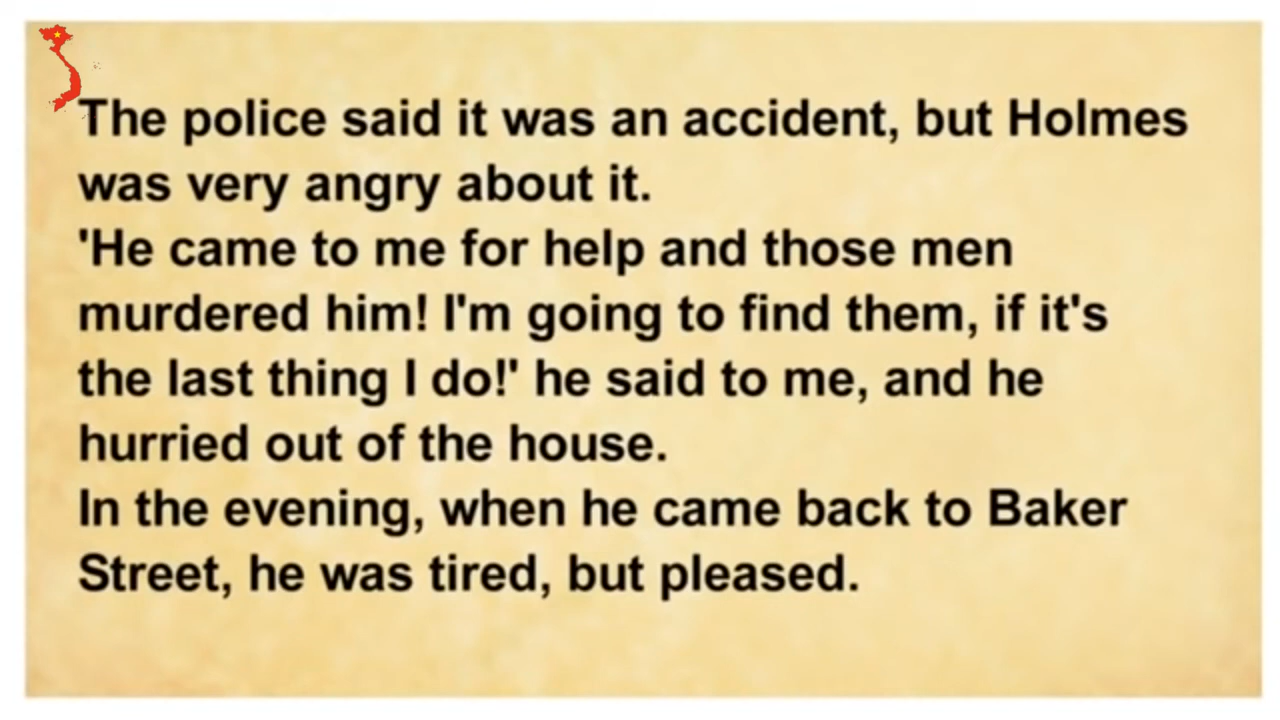 The police said it was an accident, but Holmes
was very angry about it.
'He came to me for help and those men
murdered him! I'm going to find them, if it's
the last thing I do!' he said to me, and he
hurried out of the house.
In the evening, when he came back to Baker
Street, he was tired, but pleased.